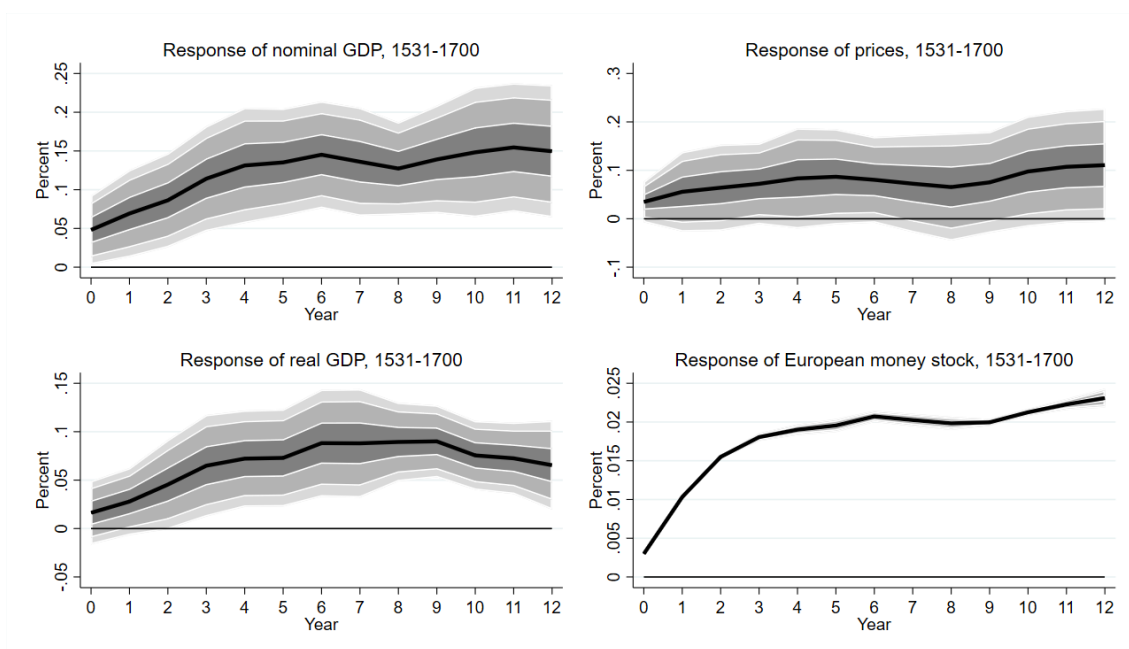 Response of nominal GDP, 1531-1700
Percent
.25
.2
.15
.1
.05
0
0 1 2 3 4 5 6 7 8 9 10 11 12
Year
Response of prices, 1531-1700
Percent
.3
.2
.1
0
-.1
0 1 2 3 4 5 6 7 8 9 10 11 12
Year
Response of real GDP, 1531-1700
Percent
.15
.1
.05
0
-.05
0 1 2 3 4 5 6 7 8 9 10 11 12
Year
Response of European money stock, 1531-1700
Percent
.025
.02
.015
.01
.005
0
0 1 2 3 4 5 6 7 8 9 10 11 12
Year